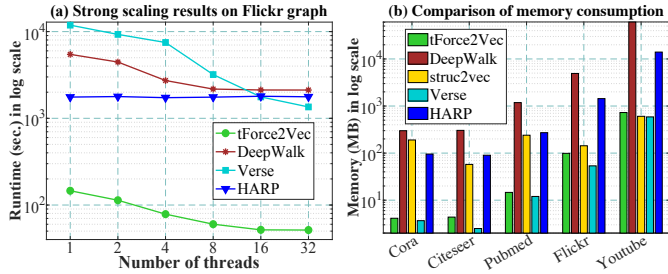 (a) Strong scaling results on Flickr graph
Runtime (sec.) in log scale
10^4
10^3
10^2
tForce2Vec
DeepWalk
Verse
HARP
1 2 4 8 16 32
Number of threads
(b) Comparison of memory consumption
Memory (MB) in log scale
10^4
10^3
10^2
10^1
tForce2Vec
DeepWalk
struc2vec
Verse
HARP
Cora Citeseer Pubmed Flickr Youtube